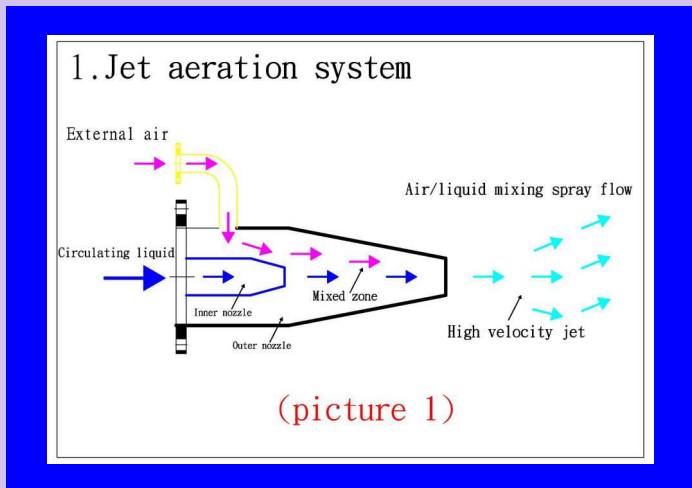 1.Jet aeration system
External air
Air/liquid mixing spray flow
Circulating liquid
Mixed zone
Inner nozzle
High velocity jet
Outer nozzle
(picture 1)